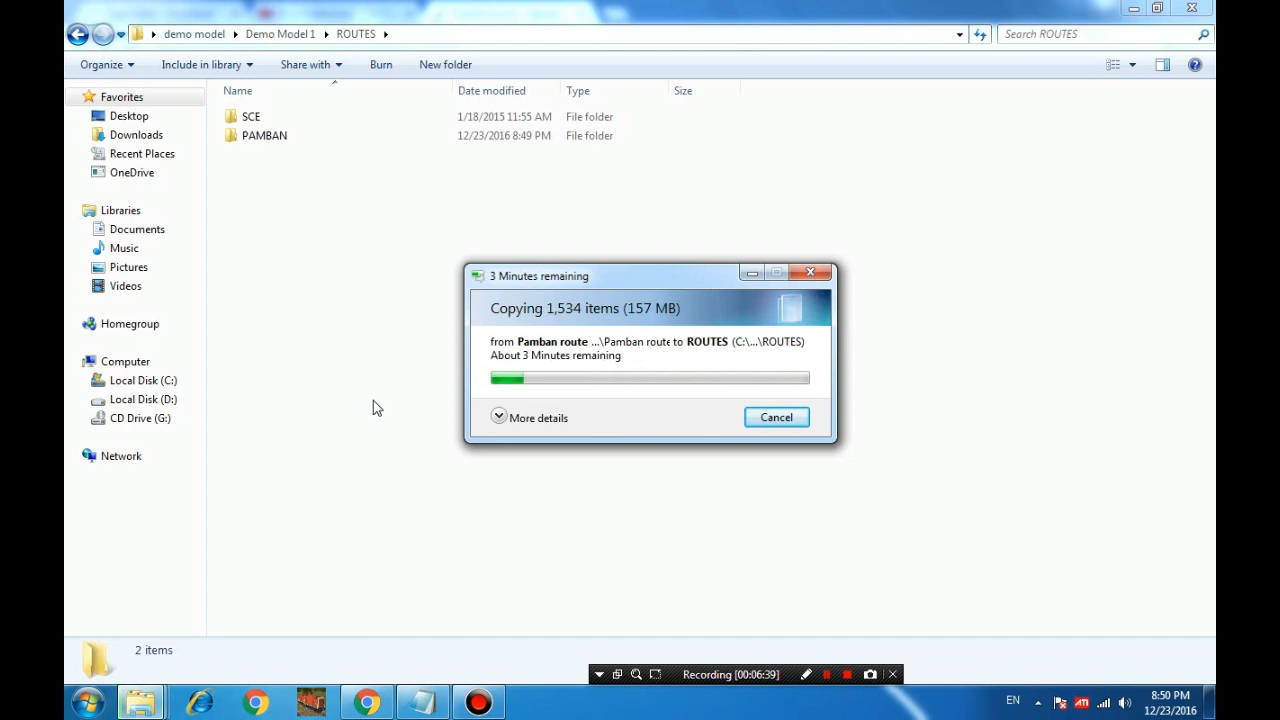 demo model
Demo Model 1
ROUTES
Search ROUTES
Organize
Include in library
Share with
Burn
New folder
Name
Date modified
Type
Size
Favorites
Desktop
Downloads
Recent Places
OneDrive
Libraries
Documents
Music
Pictures
Videos
Homegroup
Computer
Local Disk (C:)
Local Disk (D:)
CD Drive (G:)
Network
SCE
1/18/2015 11:55 AM
File folder
PAMBAN
12/23/2016 8:49 PM
File folder
3 Minutes remaining
Copying 1,534 items (157 MB)
from Pamban route ...\Pamban route to ROUTES (C:\...\ROUTES)
About 3 Minutes remaining
More details
Cancel
2 items
Recording [00:06:39]
EN
ATI
8:50 PM
12/23/2016